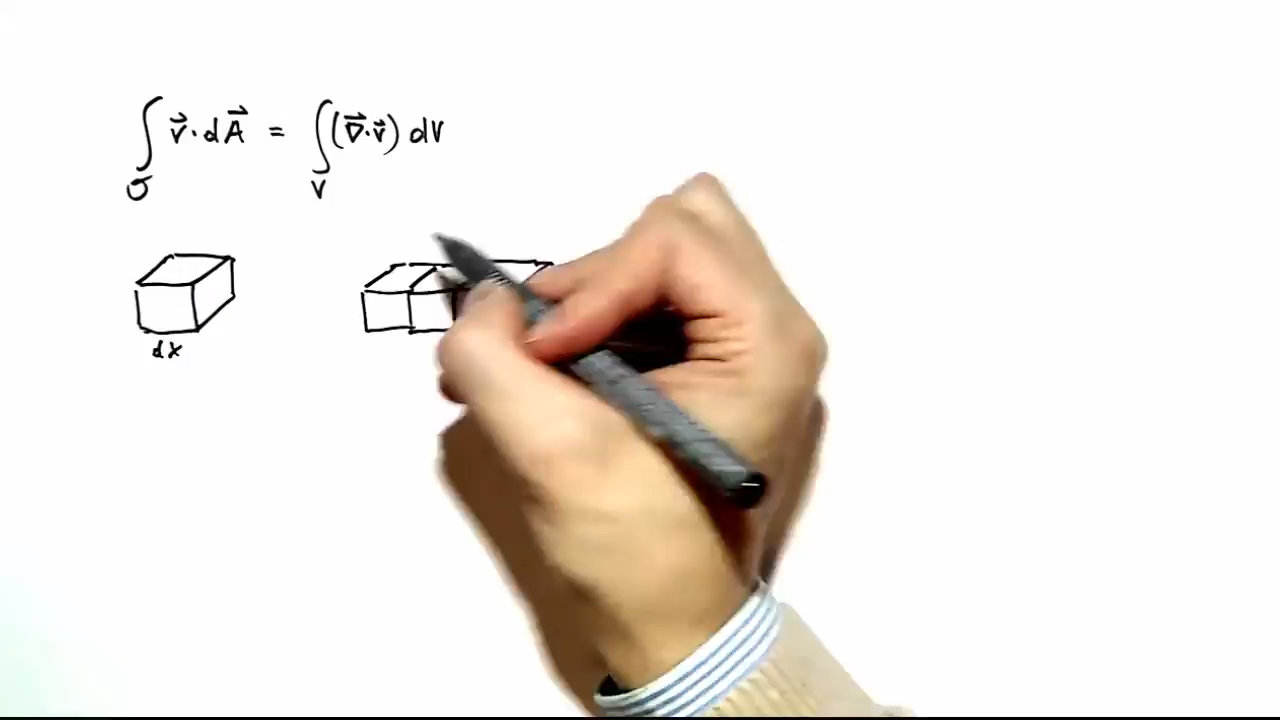 ∫_σ v⃗·dA⃗ = ∫_V (∇⃗·v⃗) dV
dx